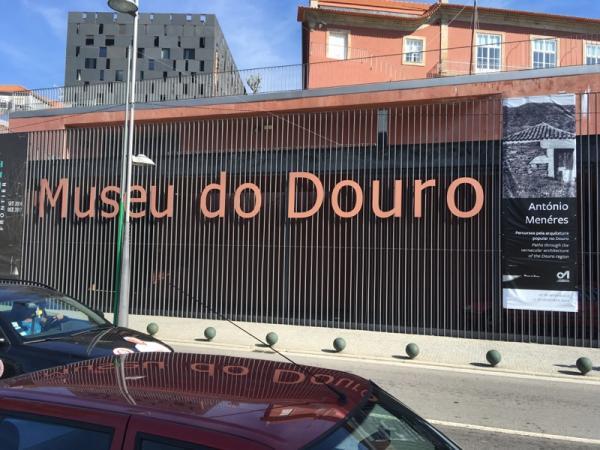 Museu do Douro
António
Menéres
Percursos pela arquitetura
popular no Douro
Paths through the
vernacular architecture
of the Douro region
FRONTIER